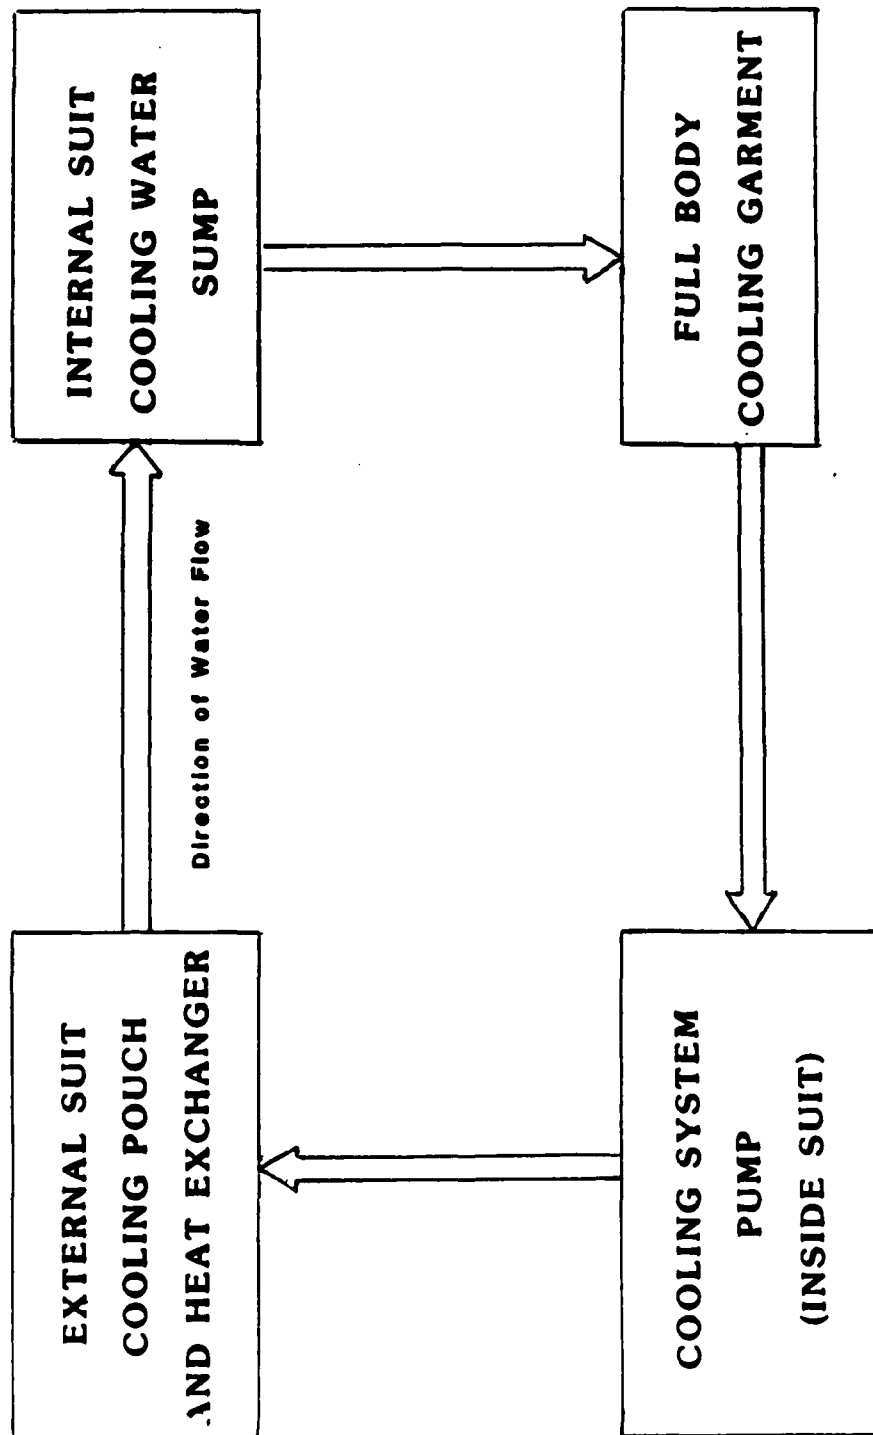 EXTERNAL SUIT
COOLING POUCH
AND HEAT EXCHANGER
Direction of Water Flow
INTERNAL SUIT
COOLING WATER
SUMP
COOLING SYSTEM
PUMP
(INSIDE SUIT)
FULL BODY
COOLING GARMENT